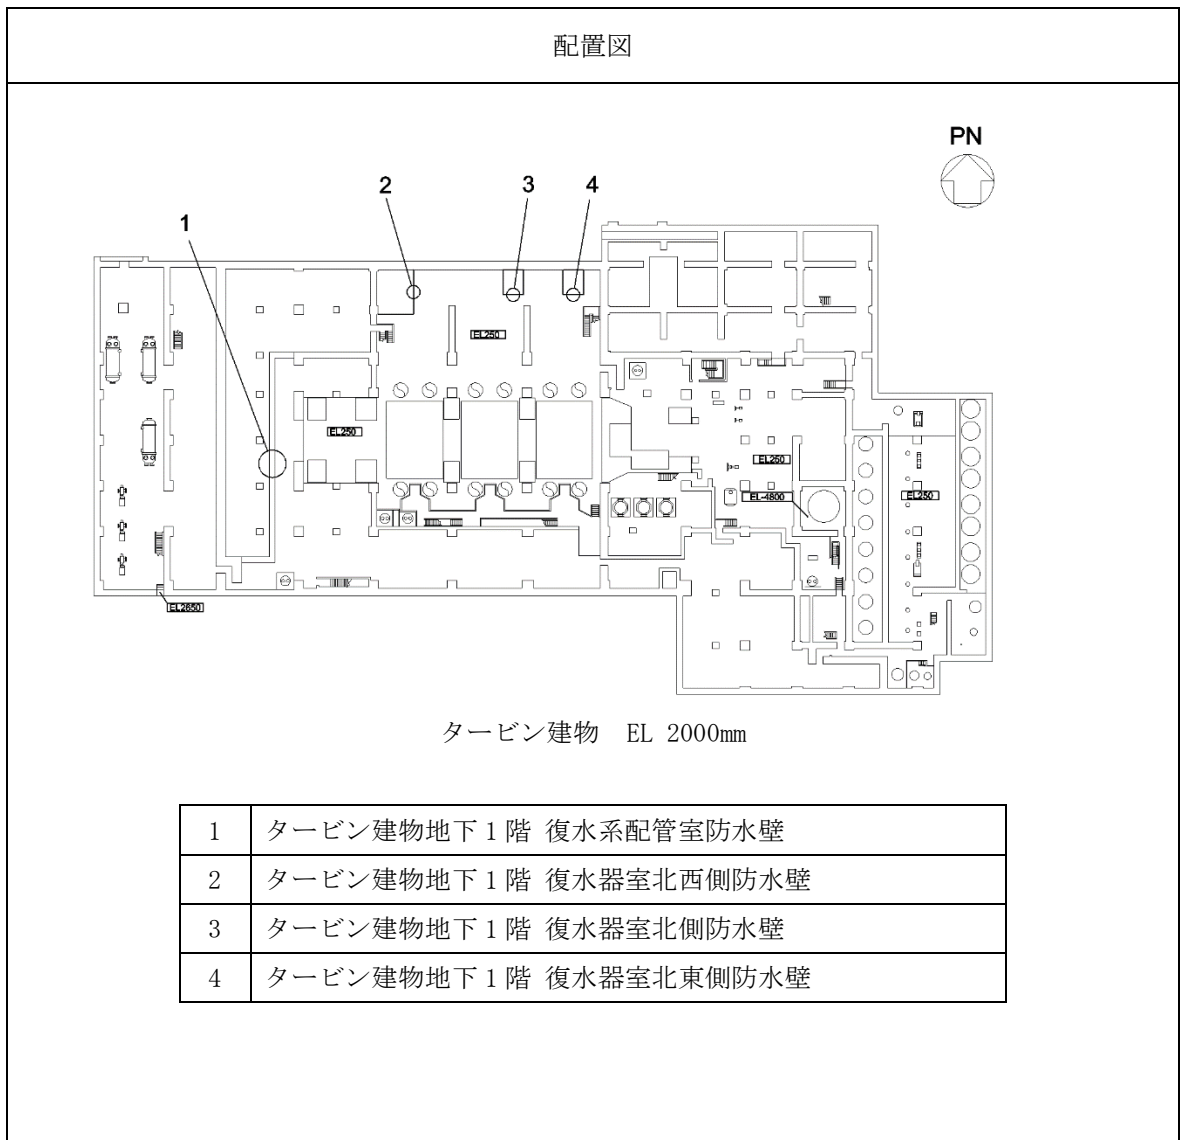 配置図
PN
2 3 4
1
EL250
EL250
EL250
EL-4800
EL250
EL2650
タービン建物 EL 2000mm
1 タービン建物地下1階 復水系配管室防水壁
2 タービン建物地下1階 復水器室北西側防水壁
3 タービン建物地下1階 復水器室北側防水壁
4 タービン建物地下1階 復水器室北東側防水壁